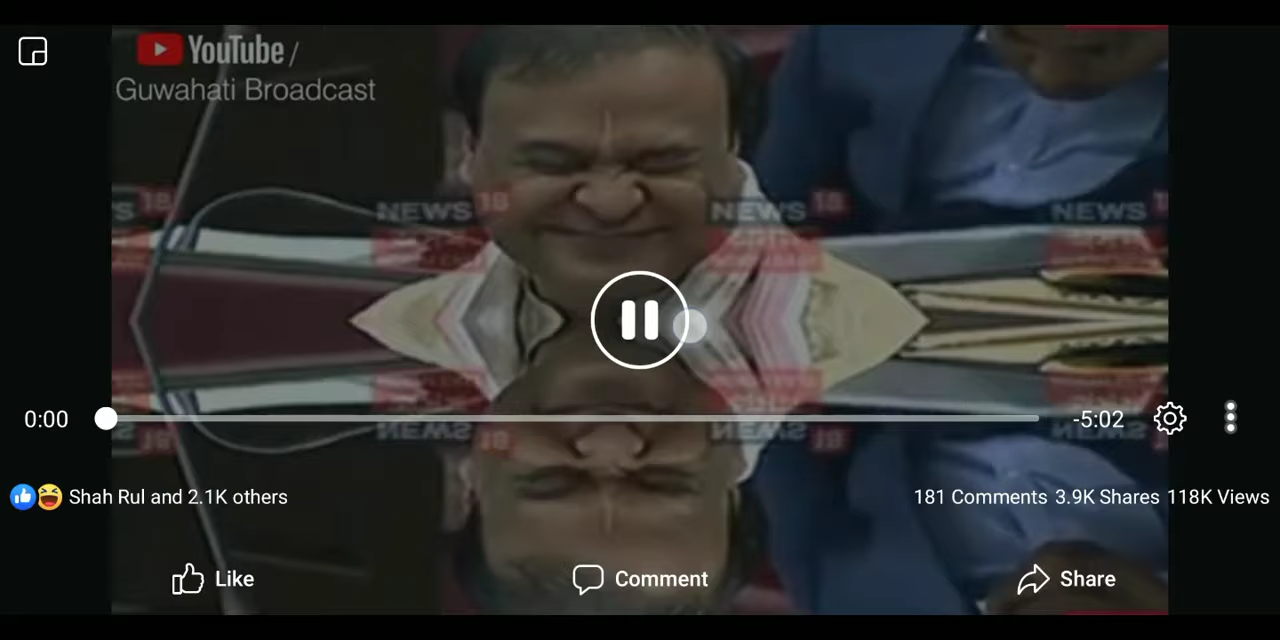 YouTube /
Guwahati Broadcast
S 18
NEWS 18
NEWS 18
NEWS 1
0:00
-5:02
Shah Rul and 2.1K others
181 Comments 3.9K Shares 118K Views
Like
Comment
Share